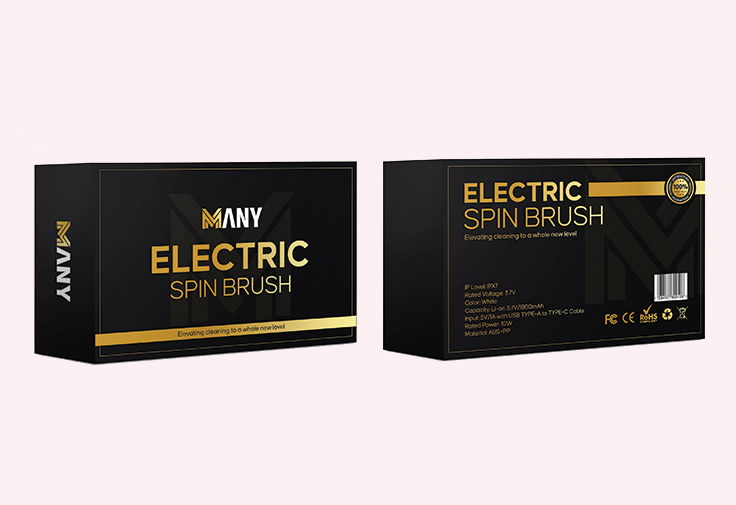 MANY
MANY
ELECTRIC
SPIN BRUSH
Elevating cleaning to a whole new level
ELECTRIC
SPIN BRUSH
Elevating cleaning to a whole new level
100%
IP Level: IPX7
Rated Voltage: 3.7V
Color: White
Capacity: Li-on 3.7V/1800mAh
Input: 5V/1A with USB TYPE-A to TYPE-C Cable
Rated Power: 10W
Material: ABS+PP
FC CE RoHS